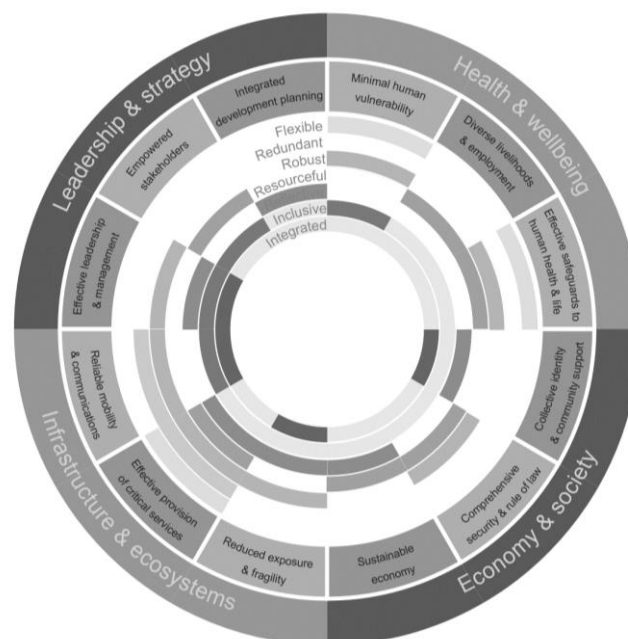 Leadership & strategy
Health & wellbeing
Economy & society
Infrastructure & ecosystems
Integrated
development planning
Minimal human
vulnerability
Diverse livelihoods
& employment
Effective safeguards to
human health & life
Collective identity
& community support
Comprehensive
security & rule of law
Sustainable
economy
Reduced exposure
& fragility
Effective provision
of critical services
Reliable mobility
& communications
Effective leadership
& management
Empowered
stakeholders
Flexible
Redundant
Robust
Resourceful
Inclusive
Integrated